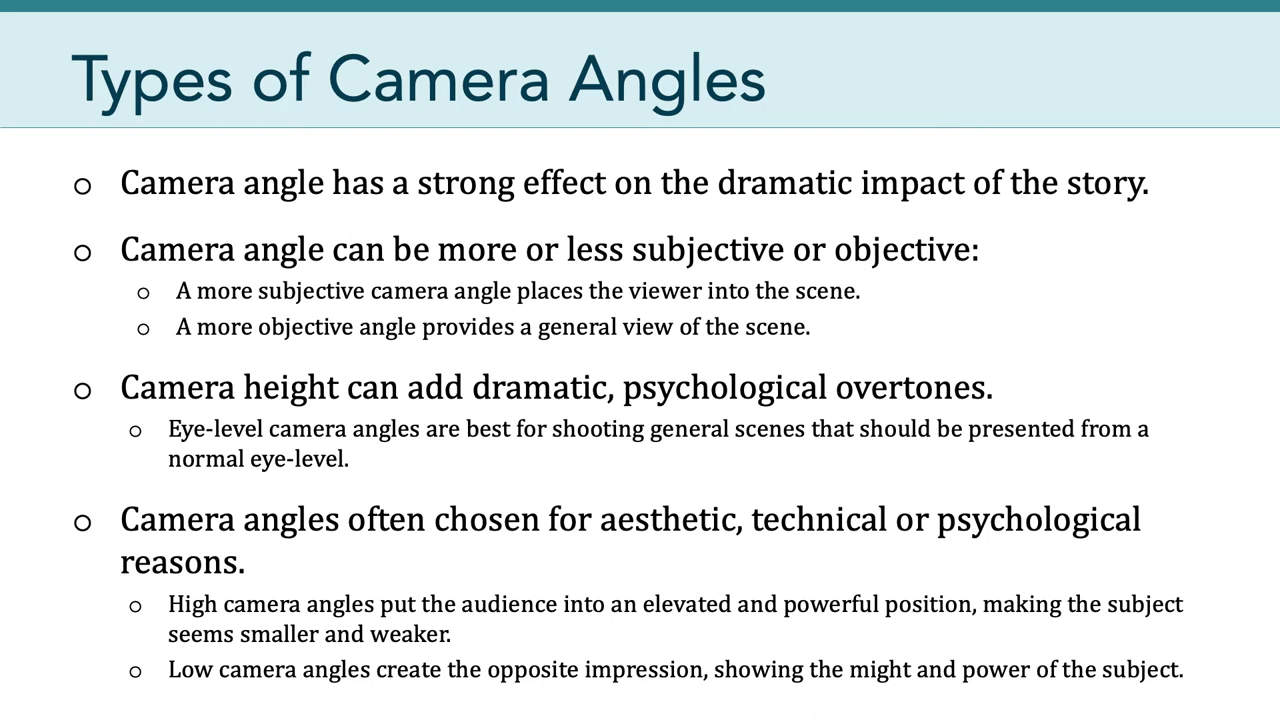 Types of Camera Angles
Camera angle has a strong effect on the dramatic impact of the story.
Camera angle can be more or less subjective or objective:
A more subjective camera angle places the viewer into the scene.
A more objective angle provides a general view of the scene.
Camera height can add dramatic, psychological overtones.
Eye-level camera angles are best for shooting general scenes that should be presented from a
normal eye-level.
Camera angles often chosen for aesthetic, technical or psychological
reasons.
High camera angles put the audience into an elevated and powerful position, making the subject
seems smaller and weaker.
Low camera angles create the opposite impression, showing the might and power of the subject.